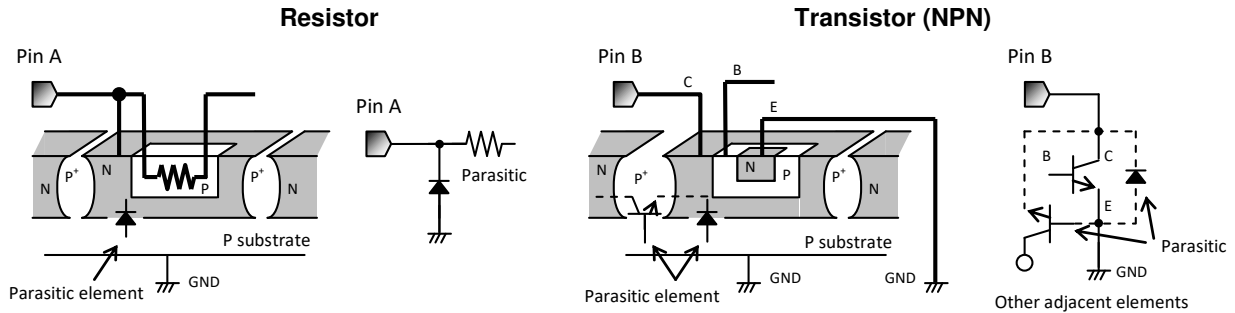 Resistor
Transistor (NPN)
Pin A
Pin B
Pin B
C
B
E
Pin A
Parasitic
N
P+
N
P
P+
N
N
P+
N
P
P+
N
B
C
E
Parasitic
P substrate
GND
Parasitic element
P substrate
GND
GND
Parasitic element
GND
Other adjacent elements